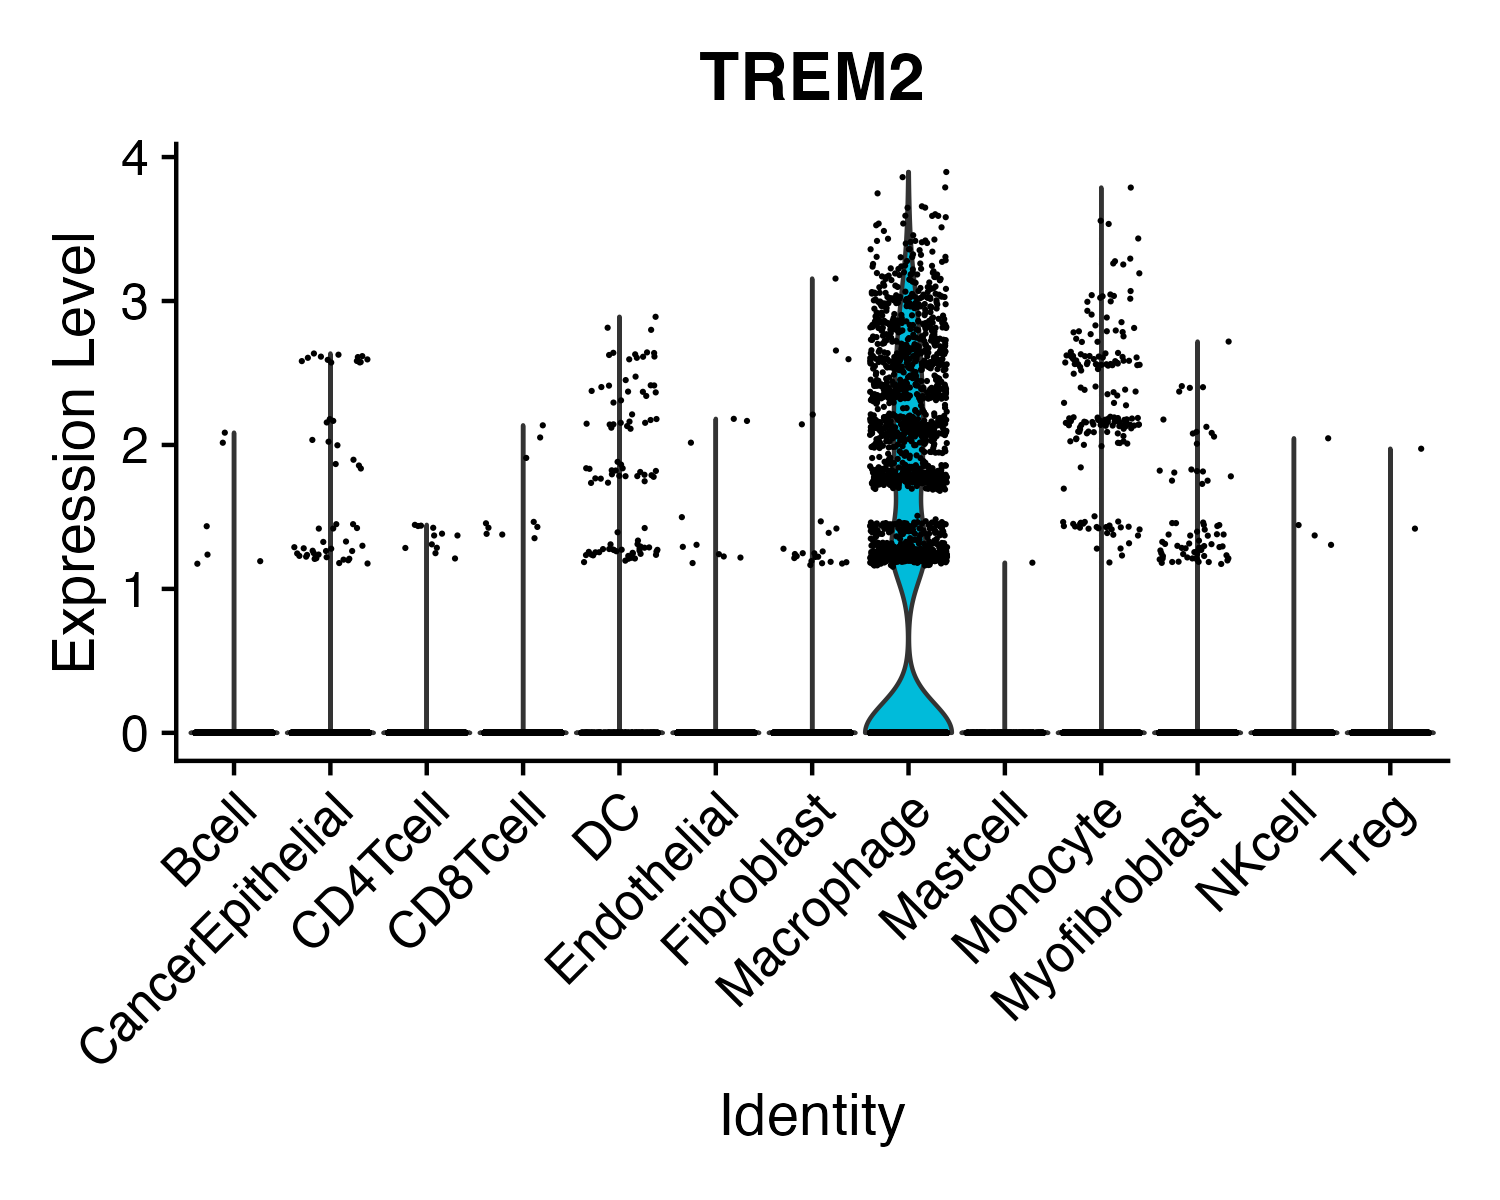 TREM2
Expression Level
4
3
2
1
0
Bcell
CancerEpithelial
CD4Tcell
CD8Tcell
DC
Endothelial
Fibroblast
Macrophage
Mastcell
Monocyte
Myofibroblast
NKcell
Treg
Identity